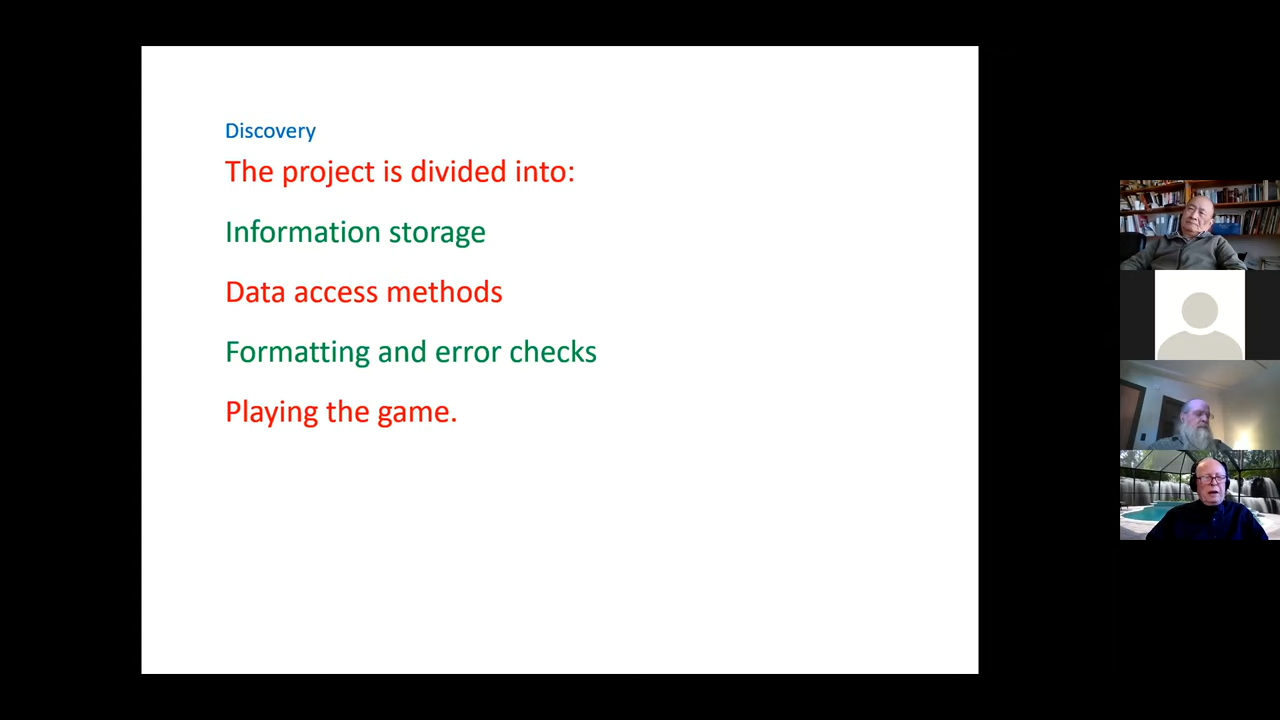 Discovery
The project is divided into:
Information storage
Data access methods
Formatting and error checks
Playing the game.